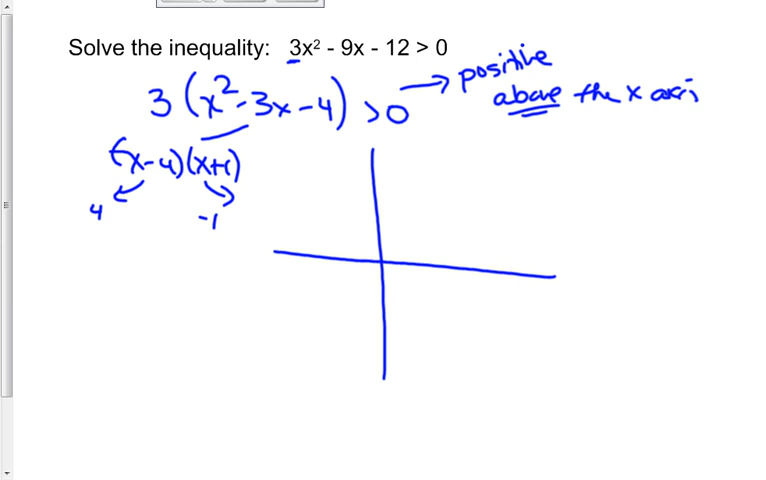 Solve the inequality: 3x² - 9x - 12 > 0
3 (x² - 3x - 4) > 0 → positive
above the x axis
(x-4)(x+1)
4 -1